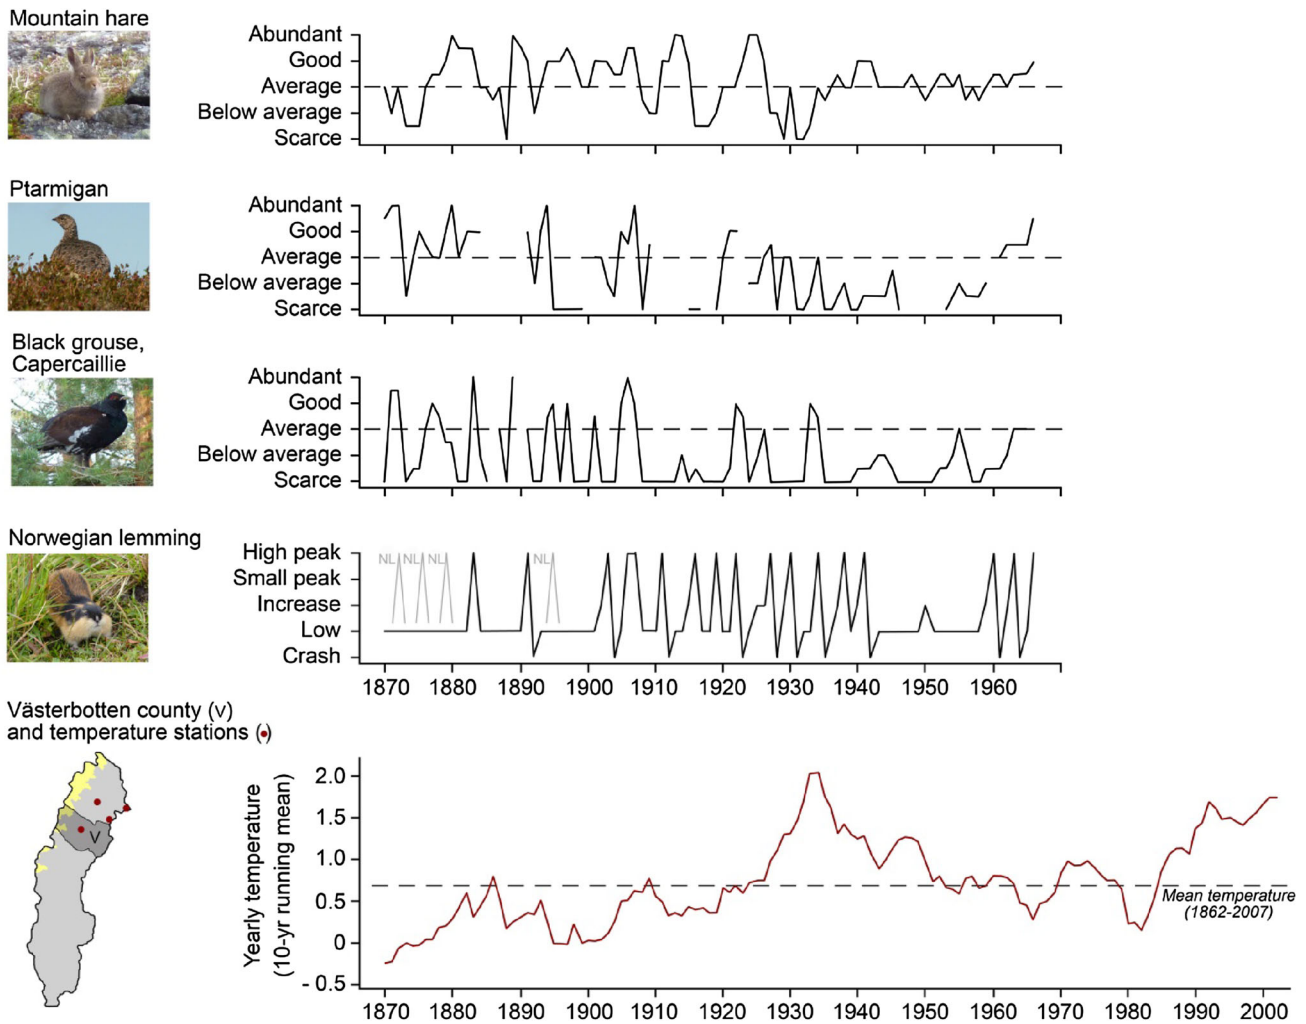 Mountain hare
Abundant
Good
Average
Below average
Scarce
Ptarmigan
Abundant
Good
Average
Below average
Scarce
Black grouse,
Capercaillie
Abundant
Good
Average
Below average
Scarce
Norwegian lemming
High peak
Small peak
Increase
Low
Crash
NL NL NL NL
1870 1880 1890 1900 1910 1920 1930 1940 1950 1960
Västerbotten county (v)
and temperature stations (•)
V
Yearly temperature
(10-yr running mean)
2.0
1.0
0.5
0
- 0.5
Mean temperature
(1862-2007)
1870 1880 1890 1900 1910 1920 1930 1940 1950 1960 1970 1980 1990 2000